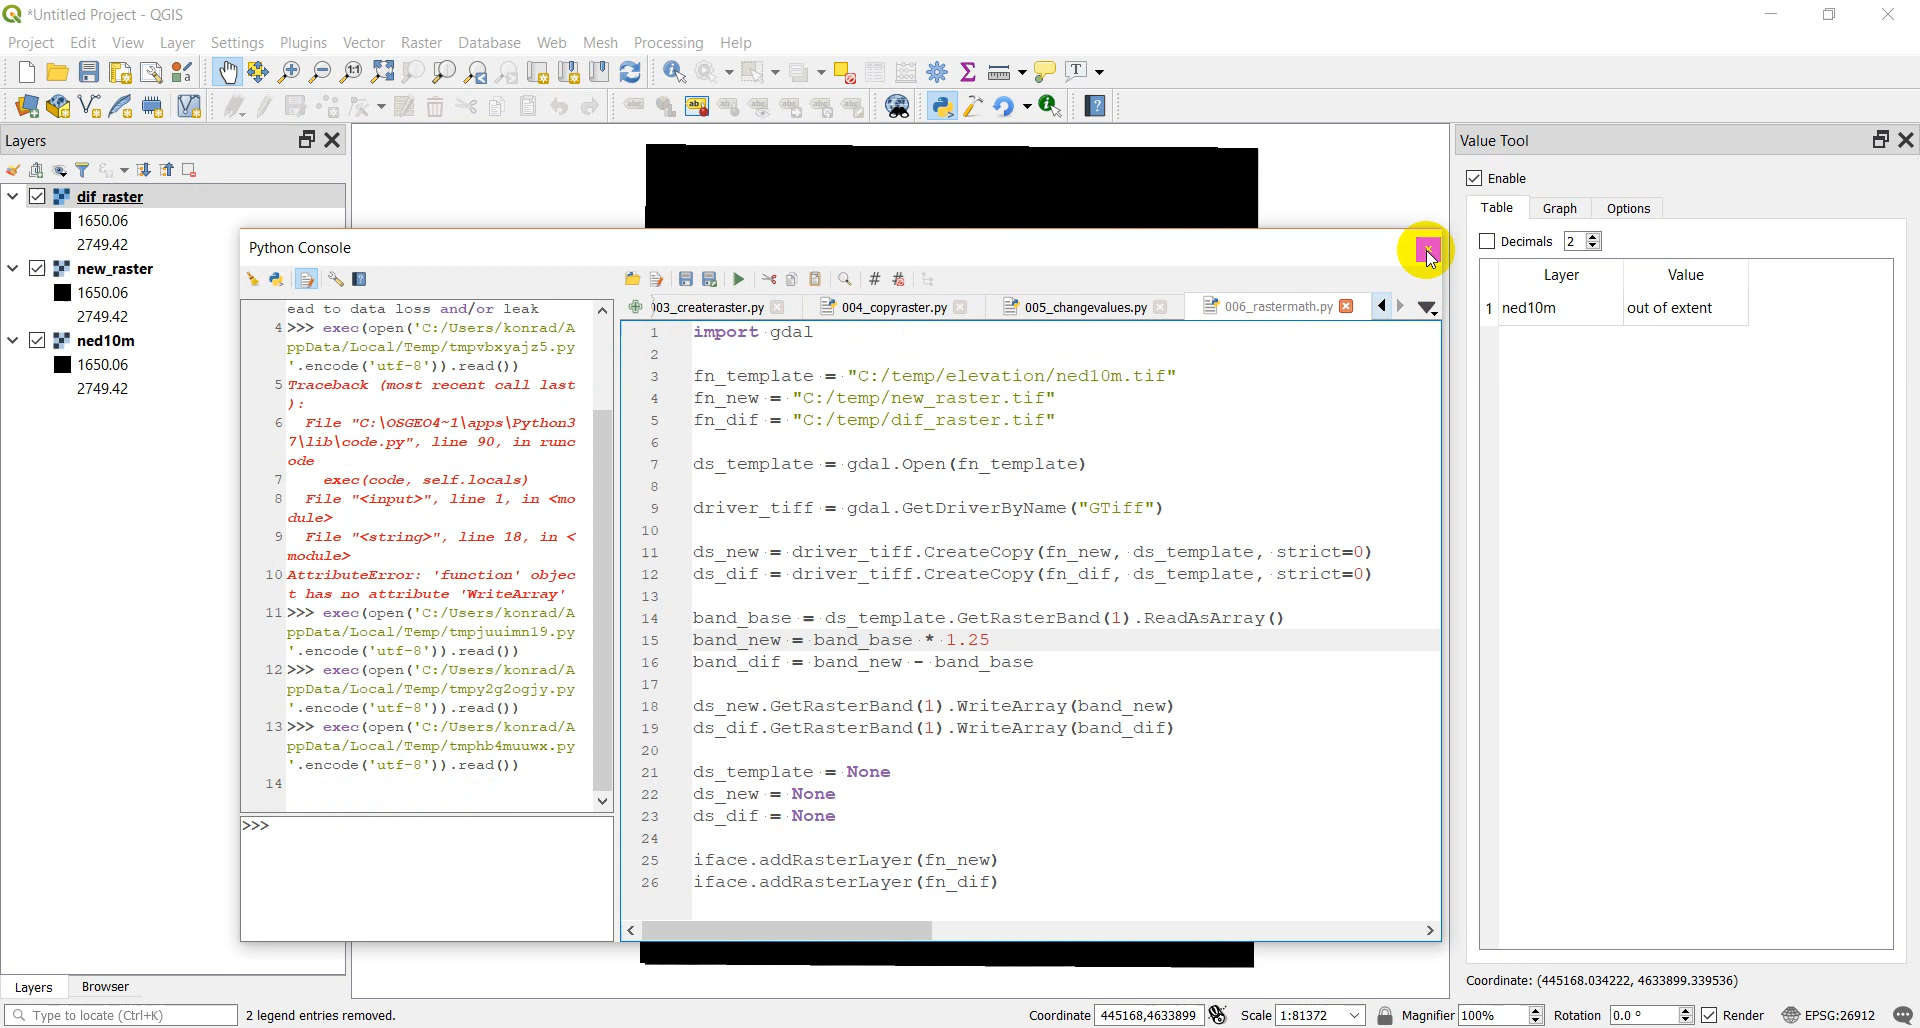 *Untitled Project - QGIS
Project Edit View Layer Settings Plugins Vector Raster Database Web Mesh Processing Help
Layers
dif_raster
1650.06
2749.42
new_raster
1650.06
2749.42
ned10m
1650.06
2749.42
Python Console
ead to data loss and/or leak
4 >>> exec(open('C:/Users/konrad/A
ppData/Local/Temp/tmpvbxyajz5.py
'.encode('utf-8')).read())
5 Traceback (most recent call last
):
6 File "C:\OSGEO4~1\apps\Python3
7\lib\code.py", line 90, in runc
ode
7 exec(code, self.locals)
8 File "<input>", line 1, in <mo
dule>
9 File "<string>", line 18, in <
module>
10 AttributeError: 'function' objec
t has no attribute 'WriteArray'
11 >>> exec(open('C:/Users/konrad/A
ppData/Local/Temp/tmpjuuimn19.py
'.encode('utf-8')).read())
12 >>> exec(open('C:/Users/konrad/A
ppData/Local/Temp/tmpy2g2ogjy.py
'.encode('utf-8')).read())
13 >>> exec(open('C:/Users/konrad/A
ppData/Local/Temp/tmphb4muuwx.py
'.encode('utf-8')).read())
14
>>>
03_createraster.py 004_copyraster.py 005_changevalues.py 006_rastermath.py
1 import gdal
2
3 fn_template = "C:/temp/elevation/ned10m.tif"
4 fn_new = "C:/temp/new_raster.tif"
5 fn_dif = "C:/temp/dif_raster.tif"
6
7 ds_template = gdal.Open(fn_template)
8
9 driver_tiff = gdal.GetDriverByName("GTiff")
10
11 ds_new = driver_tiff.CreateCopy(fn_new, ds_template, strict=0)
12 ds_dif = driver_tiff.CreateCopy(fn_dif, ds_template, strict=0)
13
14 band_base = ds_template.GetRasterBand(1).ReadAsArray()
15 band_new = band_base * 1.25
16 band_dif = band_new - band_base
17
18 ds_new.GetRasterBand(1).WriteArray(band_new)
19 ds_dif.GetRasterBand(1).WriteArray(band_dif)
20
21 ds_template = None
22 ds_new = None
23 ds_dif = None
24
25 iface.addRasterLayer(fn_new)
26 iface.addRasterLayer(fn_dif)
Value Tool
Enable
Table Graph Options
Decimals 2
Layer Value
1 ned10m out of extent
Coordinate: (445168.034222, 4633899.339536)
Layers Browser
Type to locate (Ctrl+K) 2 legend entries removed. Coordinate 445168,4633899 Scale 1:81372 Magnifier 100% Rotation 0.0 ° Render EPSG:26912